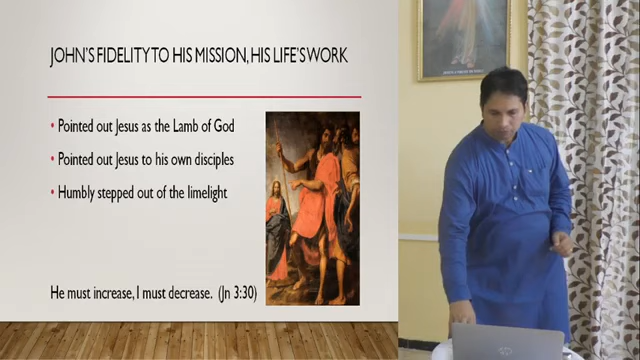 JOHN'S FIDELITY TO HIS MISSION, HIS LIFE'S WORK
• Pointed out Jesus as the Lamb of God
• Pointed out Jesus to his own disciples
• Humbly stepped out of the limelight
He must increase, I must decrease. (Jn 3:30)